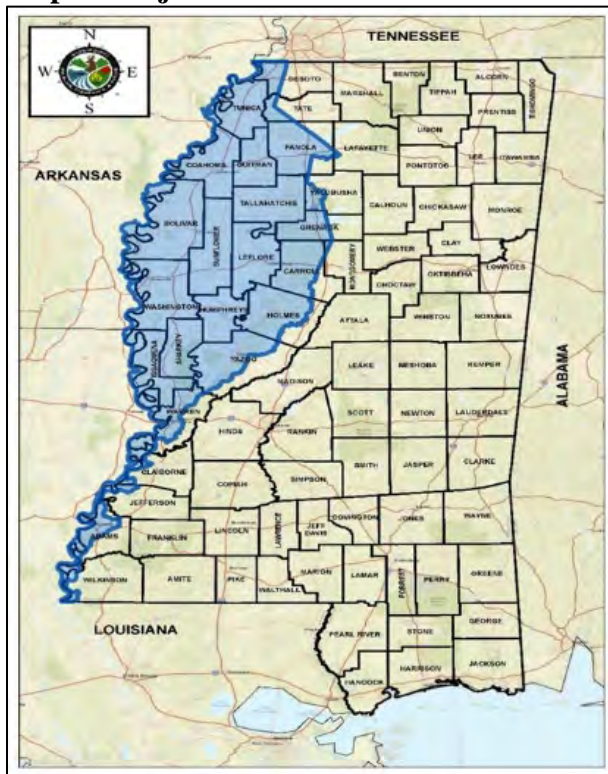 N
W E
S
TENNESSEE
DESOTO
MARSHALL
BENTON
TIPPAH
ALCORN
TISHOMINGO
TUNICA
TATE
PRENTISS
UNION
PANOLA
LAFAYETTE
COAHOMA
QUITMAN
PONTOTOC
LEE
ITAWAMBA
ARKANSAS
YALOBUSHA
TALLAHATCHIE
CALHOUN
CHICKASAW
MONROE
BOLIVAR
SUNFLOWER
GRENADA
LEFLORE
MONTGOMERY
WEBSTER
CLAY
CARROLL
OKTIBBEHA
LOWNDES
CHOCTAW
WASHINGTON
HUMPHREYS
HOLMES
ATTALA
WINSTON
NOXUBEE
ISSAQUENA
SHARKEY
YAZOO
LEAKE
NESHOBA
KEMPER
ALABAMA
MADISON
WARREN
SCOTT
NEWTON
LAUDERDALE
HINDS
RANKIN
CLAIBORNE
SMITH
JASPER
CLARKE
COPIAH
SIMPSON
JEFFERSON
ADAMS
FRANKLIN
LINCOLN
LAWRENCE
JEFF
DAVIS
COVINGTON
JONES
WAYNE
WILKINSON
AMITE
PIKE
WALTHALL
MARION
LAMAR
FORREST
PERRY
GREENE
LOUISIANA
PEARL RIVER
STONE
GEORGE
HANCOCK
HARRISON
JACKSON